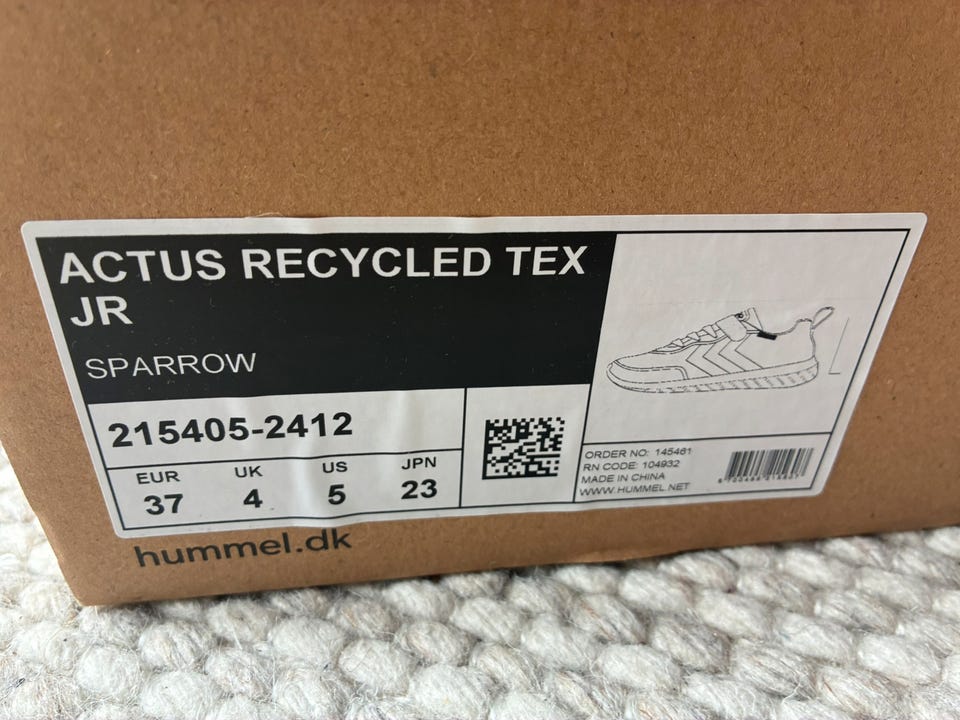 ACTUS RECYCLED TEX
JR
SPARROW
215405-2412
EUR UK US JPN
37 4 5 23
ORDER NO: 145461
RN CODE: 104932
MADE IN CHINA
WWW.HUMMEL.NET
hummel.dk